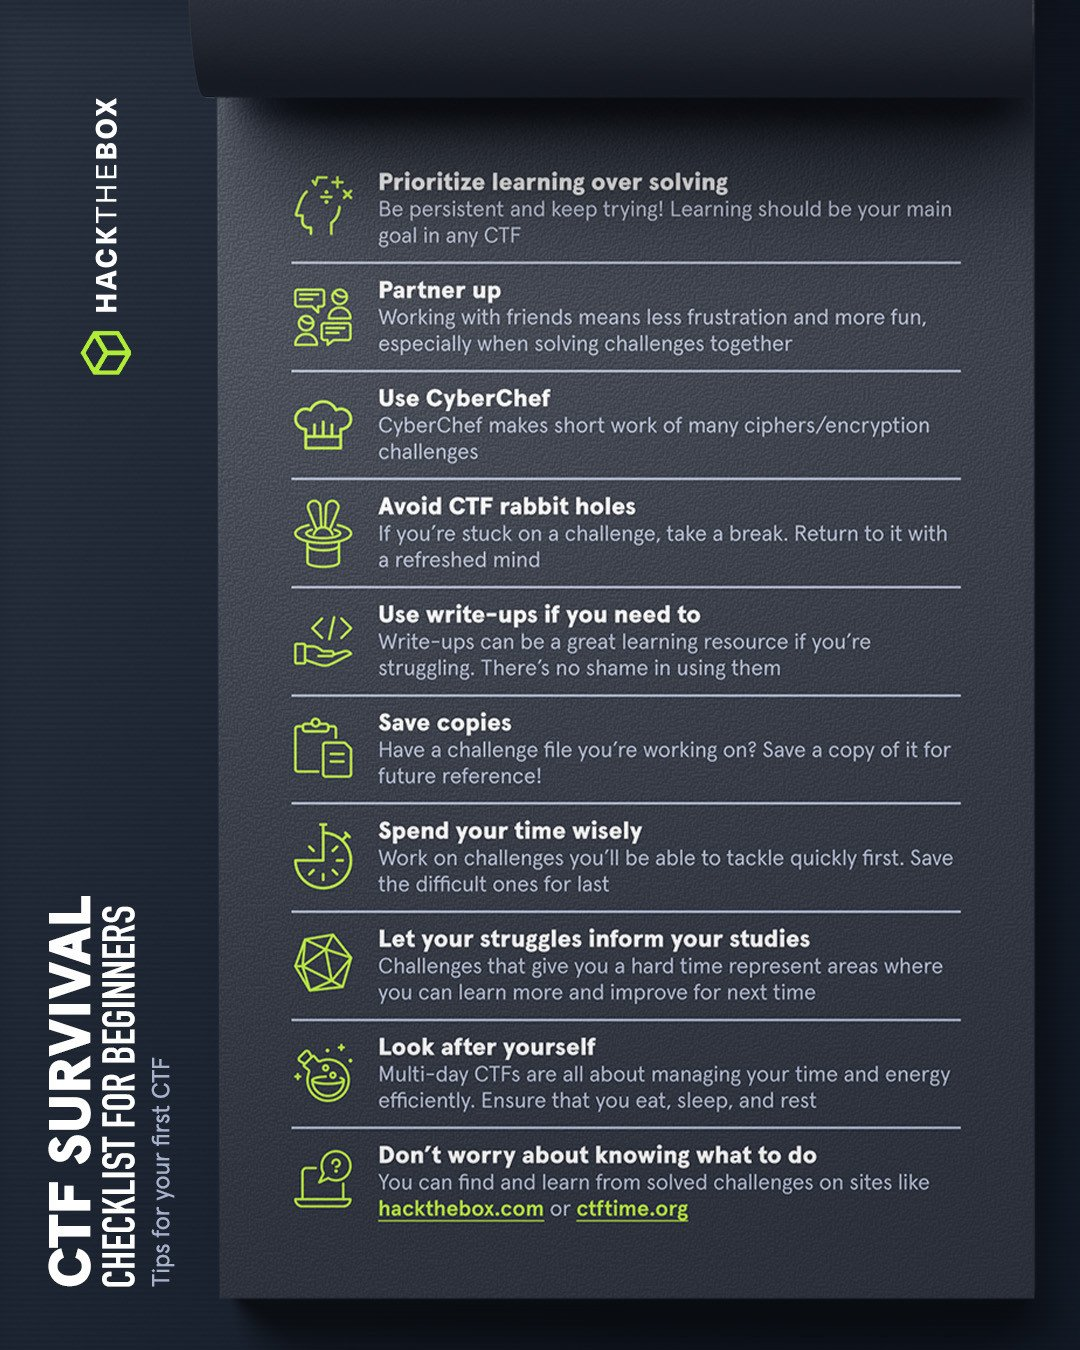 HACKTHEBOX
CTF SURVIVAL
CHECKLIST FOR BEGINNERS
Tips for your first CTF
Prioritize learning over solving
Be persistent and keep trying! Learning should be your main
goal in any CTF
Partner up
Working with friends means less frustration and more fun,
especially when solving challenges together
Use CyberChef
CyberChef makes short work of many ciphers/encryption
challenges
Avoid CTF rabbit holes
If you're stuck on a challenge, take a break. Return to it with
a refreshed mind
</>
Use write-ups if you need to
Write-ups can be a great learning resource if you're
struggling. There's no shame in using them
Save copies
Have a challenge file you're working on? Save a copy of it for
future reference!
Spend your time wisely
Work on challenges you'll be able to tackle quickly first. Save
the difficult ones for last
Let your struggles inform your studies
Challenges that give you a hard time represent areas where
you can learn more and improve for next time
Look after yourself
Multi-day CTFs are all about managing your time and energy
efficiently. Ensure that you eat, sleep, and rest
?
Don't worry about knowing what to do
You can find and learn from solved challenges on sites like
hackthebox.com or ctftime.org